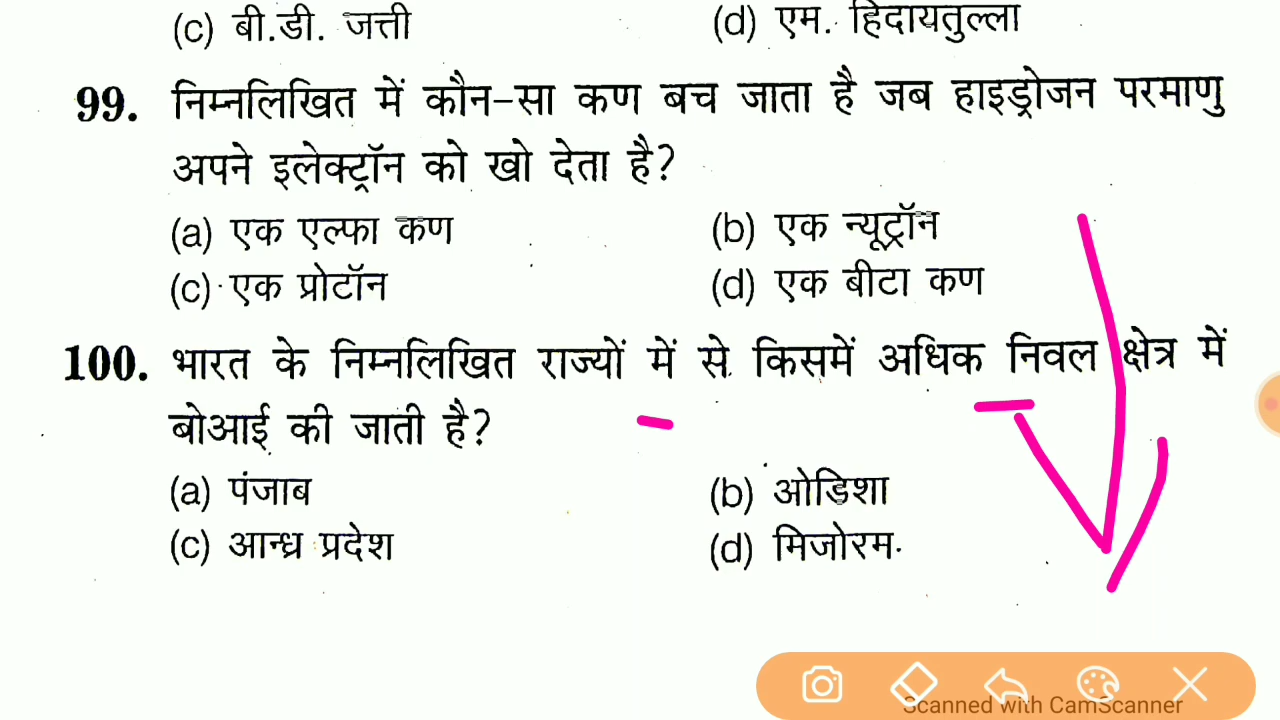 (c) बी.डी. जत्ती (d) एम. हिदायतुल्ला
99. निम्नलिखित में कौन-सा कण बच जाता है जब हाइड्रोजन परमाणु
अपने इलेक्ट्रॉन को खो देता है?
(a) एक एल्फा कण (b) एक न्यूट्रॉन
(c) एक प्रोटॉन (d) एक बीटा कण
100. भारत के निम्नलिखित राज्यों में से किसमें अधिक निवल क्षेत्र में
बोआई की जाती है?
(a) पंजाब (b) ओडिशा
(c) आन्ध्र प्रदेश (d) मिजोरम
Scanned with CamScanner